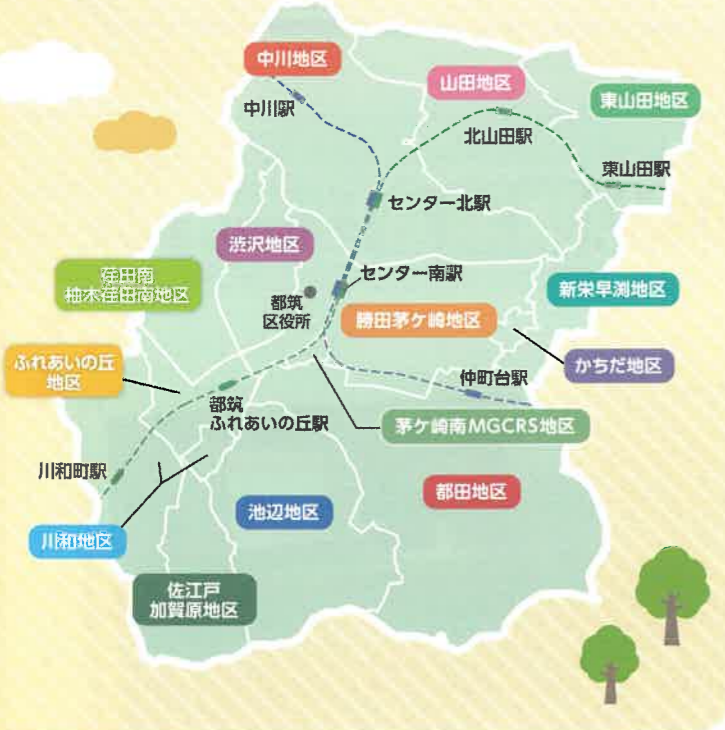 中川地区
中川駅
山田地区
東山田地区
北山田駅
東山田駅
センター北駅
渋沢地区
センター南駅
荏田南
柚木荏田南地区
都筑
区役所
新栄早渕地区
勝田茅ケ崎地区
かちだ地区
ふれあいの丘
地区
仲町台駅
都筑
ふれあいの丘駅
茅ケ崎南MGCRS地区
川和町駅
都田地区
池辺地区
川和地区
佐江戸
加賀原地区